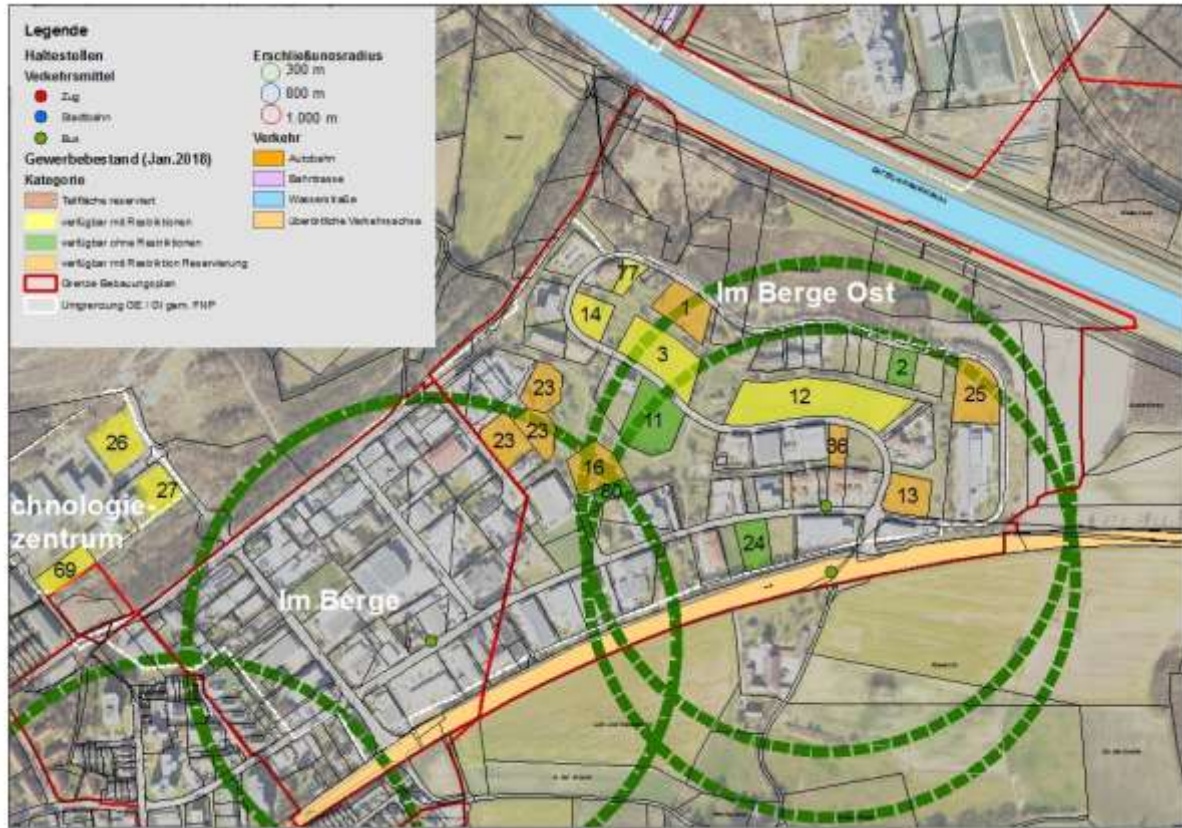 Legende
Haltestellen
Verkehrsmittel
Zug
Stadtbahn
Bus
Gewerbebestand (Jan.2018)
Kategorie
Teilfläche reserviert
verfügbar mit Restriktionen
verfügbar ohne Restriktionen
verfügbar mit Restriktion Reservierung
Grenze Bebauungsplan
Umgrenzung GE / GI gem. FNP
Erschließungsradius
300 m
800 m
1.000 m
Verkehr
Autobahn
Bahntrasse
Wasserstraße
überörtliche Verkehrsachse
Im Berge Ost
77
14
1
3
2
25
12
11
23
23
23
16
80
36
13
24
26
27
chnologie-
zentrum
69
Im Berge